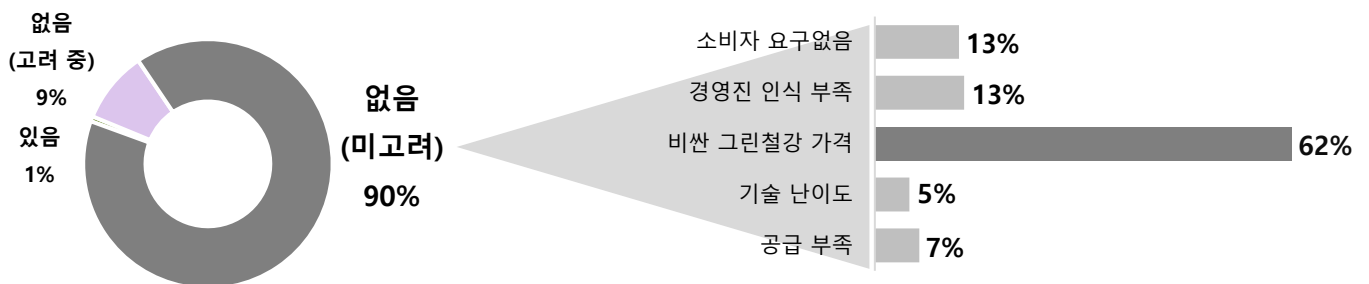 없음
(고려 중)
9%
있음
1%
없음
(미고려)
90%
소비자 요구없음
13%
경영진 인식 부족
13%
비싼 그린철강 가격
62%
기술 난이도
5%
공급 부족
7%